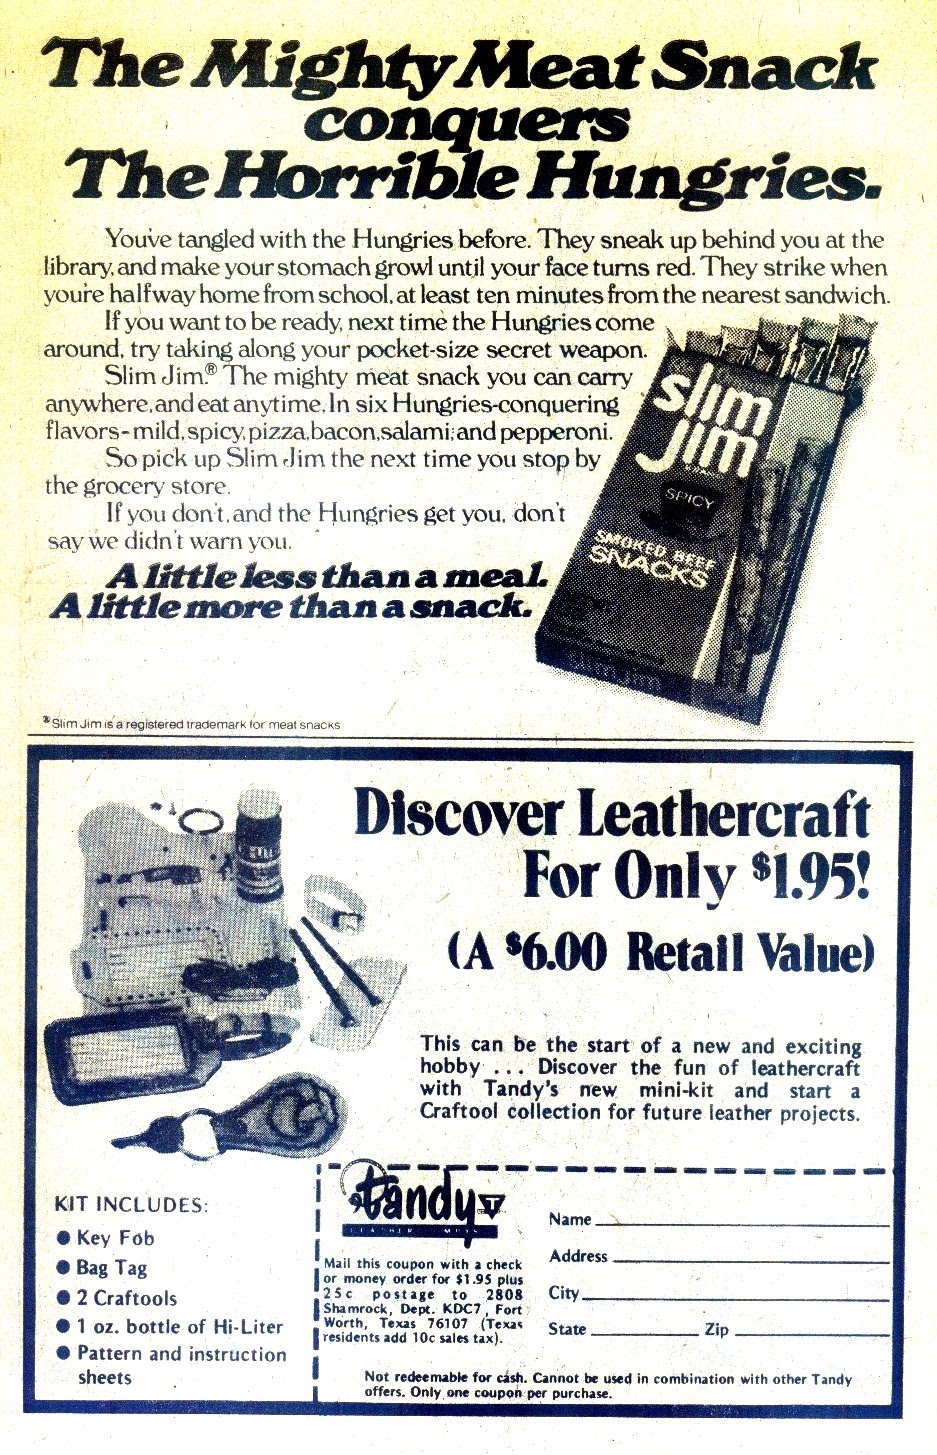 The Mighty Meat Snack
conquers
The Horrible Hungries.
You've tangled with the Hungries before. They sneak up behind you at the
library, and make your stomach growl until your face turns red. They strike when
you're halfway home from school, at least ten minutes from the nearest sandwich.
If you want to be ready, next time the Hungries come
around, try taking along your pocket-size secret weapon.
Slim Jim.® The mighty meat snack you can carry
anywhere, and eat anytime. In six Hungries-conquering
flavors-mild, spicy, pizza, bacon, salami, and pepperoni.
So pick up Slim Jim the next time you stop by
the grocery store.
If you don't, and the Hungries get you, don't
say we didn't warn you.
A little less than a meal.
A little more than a snack.
slim
jim
SPICY
SMOKED BEEF
SNACKS
Slim Jim
®Slim Jim is a registered trademark for meat snacks
Discover Leathercraft
For Only $1.95!
(A $6.00 Retail Value)
This can be the start of a new and exciting
hobby ... Discover the fun of leathercraft
with Tandy's new mini-kit and start a
Craftool collection for future leather projects.
KIT INCLUDES:
● Key Fob
● Bag Tag
● 2 Craftools
● 1 oz. bottle of Hi-Liter
● Pattern and instruction
sheets
tandy
T
LEATHER
Mail this coupon with a check
or money order for $1.95 plus
25c postage to 2808
Shamrock, Dept. KDC7, Fort
Worth, Texas 76107 (Texas
residents add 10c sales tax).
Name
Address
City
State Zip
Not redeemable for cash. Cannot be used in combination with other Tandy
offers. Only one coupon per purchase.